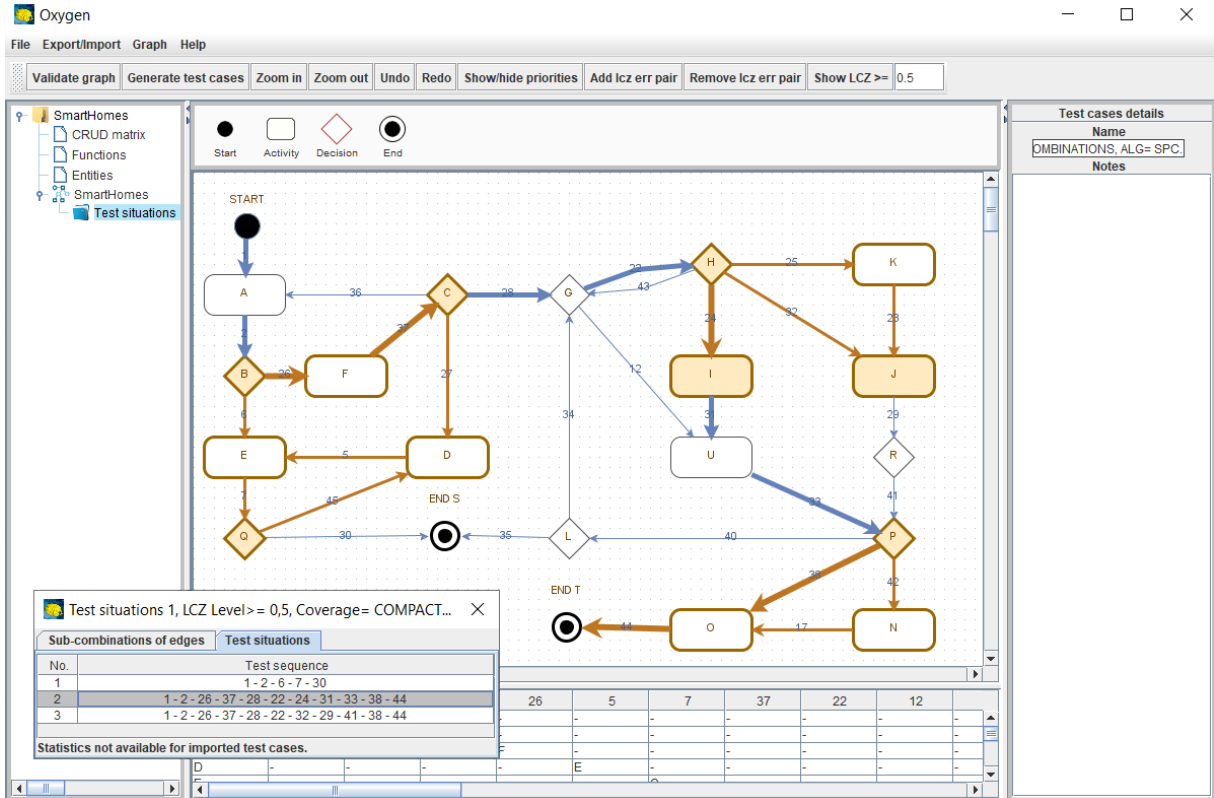 Oxygen
File Export/Import Graph Help
Validate graph Generate test cases Zoom in Zoom out Undo Redo Show/hide priorities Add lcz err pair Remove lcz err pair Show LCZ >= 0.5
SmartHomes
CRUD matrix
Functions
Entities
SmartHomes
Test situations
Start Activity Decision End
START
A
36
C
28
G
22
43
H
25
K
1
2
37
24
32
23
B
26
F
27
12
I
J
6
34
31
29
E
5
D
U
R
7
45
END S
33
41
Q
30
35
L
40
P
END T
38
42
44
O
17
N
Test cases details
Name
OMBINATIONS, ALG= SPC.
Notes
Test situations 1, LCZ Level>= 0,5, Coverage= COMPACT...
Sub-combinations of edges Test situations
No. Test sequence
1 1 - 2 - 6 - 7 - 30
2 1 - 2 - 26 - 37 - 28 - 22 - 24 - 31 - 33 - 38 - 44
3 1 - 2 - 26 - 37 - 28 - 22 - 32 - 29 - 41 - 38 - 44
Statistics not available for imported test cases.
26 5 7 37 22 12
- - - - - -
- - - - - -
F - - - - -
D - - - E - - - -